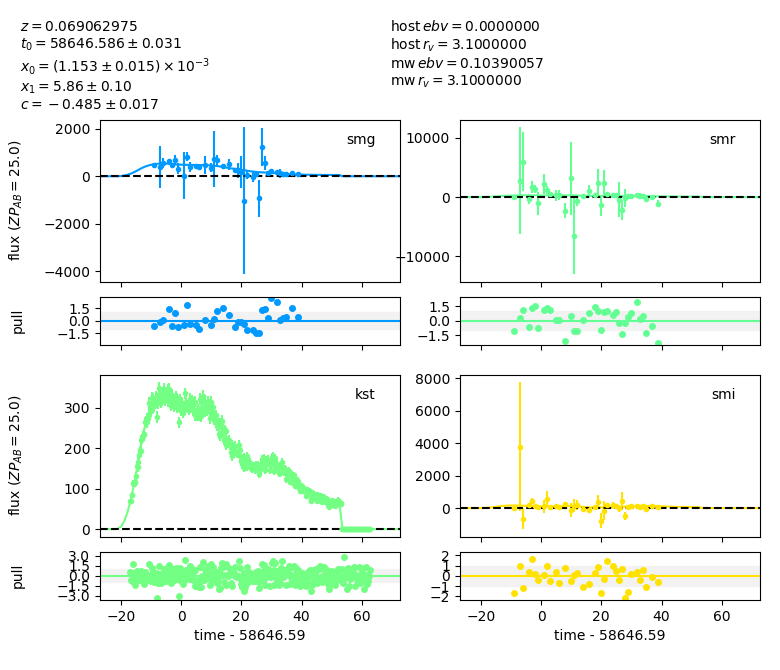 z = 0.069062975
t₀ = 58646.586 ± 0.031
x₀ = (1.153 ± 0.015) × 10⁻³
x₁ = 5.86 ± 0.10
c = −0.485 ± 0.017
host ebv = 0.0000000
host r_v = 3.1000000
mw ebv = 0.10390057
mw r_v = 3.1000000
flux (ZP_AB = 25.0)
2000
0
−2000
−4000
smg
10000
0
−10000
smr
pull
1.5
0.0
−1.5
1.5
0.0
−1.5
flux (ZP_AB = 25.0)
300
200
100
0
kst
8000
6000
4000
2000
0
smi
pull
3.0
1.5
0.0
−1.5
−3.0
2
1
0
−1
−2
−20 0 20 40 60
time - 58646.59
−20 0 20 40 60
time - 58646.59